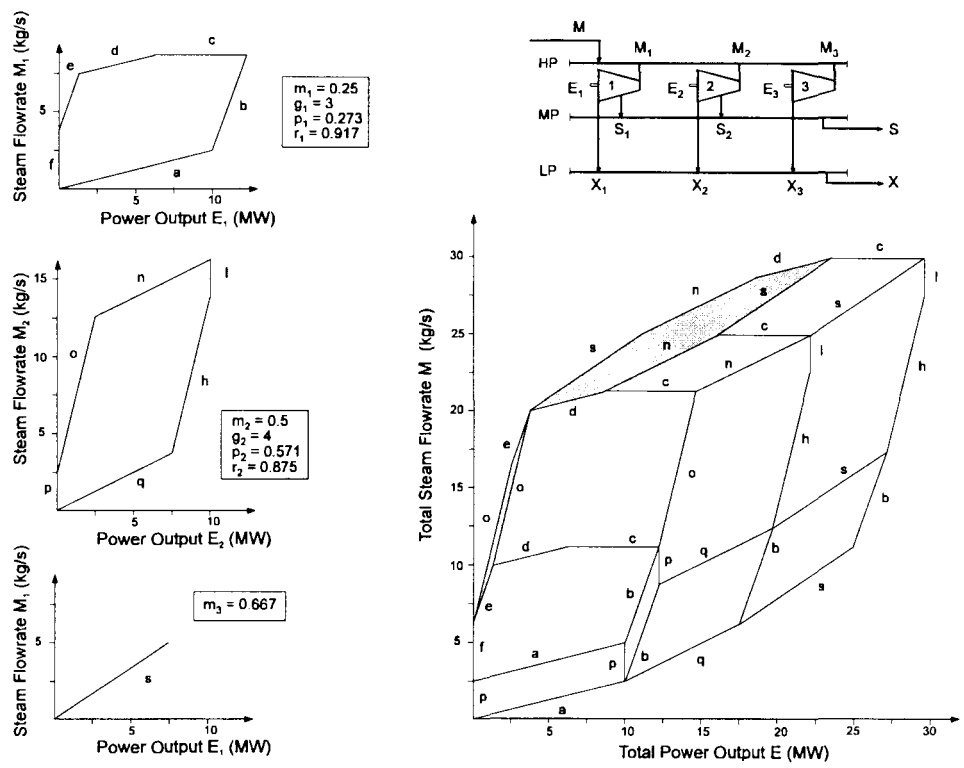 Steam Flowrate M₁ (kg/s)
5
e
d
c
b
f
a
5
10
Power Output E₁ (MW)
m₁ = 0.25
g₁ = 3
p₁ = 0.273
r₁ = 0.917
M
M₁
M₂
M₃
HP
E₁
1
E₂
2
E₃
3
MP
S₁
S₂
S
LP
X₁
X₂
X₃
X
Steam Flowrate M₂ (kg/s)
15
10
5
n
l
o
h
p
q
5
10
Power Output E₂ (MW)
m₂ = 0.5
g₂ = 4
p₂ = 0.571
r₂ = 0.875
Steam Flowrate M₁ (kg/s)
5
s
5
10
Power Output E₁ (MW)
m₃ = 0.667
Total Steam Flowrate M (kg/s)
30
25
20
15
10
5
d
c
n
s
l
s
s
n
c
n
l
c
d
h
e
o
o
h
s
o
b
d
c
p
q
b
e
b
s
f
a
p
b
q
p
a
5
10
15
20
25
30
Total Power Output E (MW)